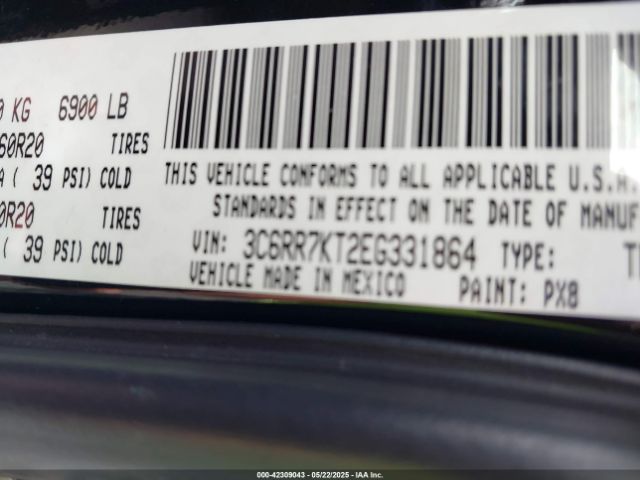 0 KG 6900 LB
60R20 TIRES
A ( 39 PSI) COLD
0R20 TIRES
( 39 PSI) COLD
THIS VEHICLE CONFORMS TO ALL APPLICABLE U.S.M.
STANDARDS IN EFFECT ON THE DATE OF MANUF
VIN: 3C6RR7KT2EG331864 TYPE:
VEHICLE MADE IN MEXICO PAINT: PX8
000-42309043 - 05/22/2025 - IAA Inc.